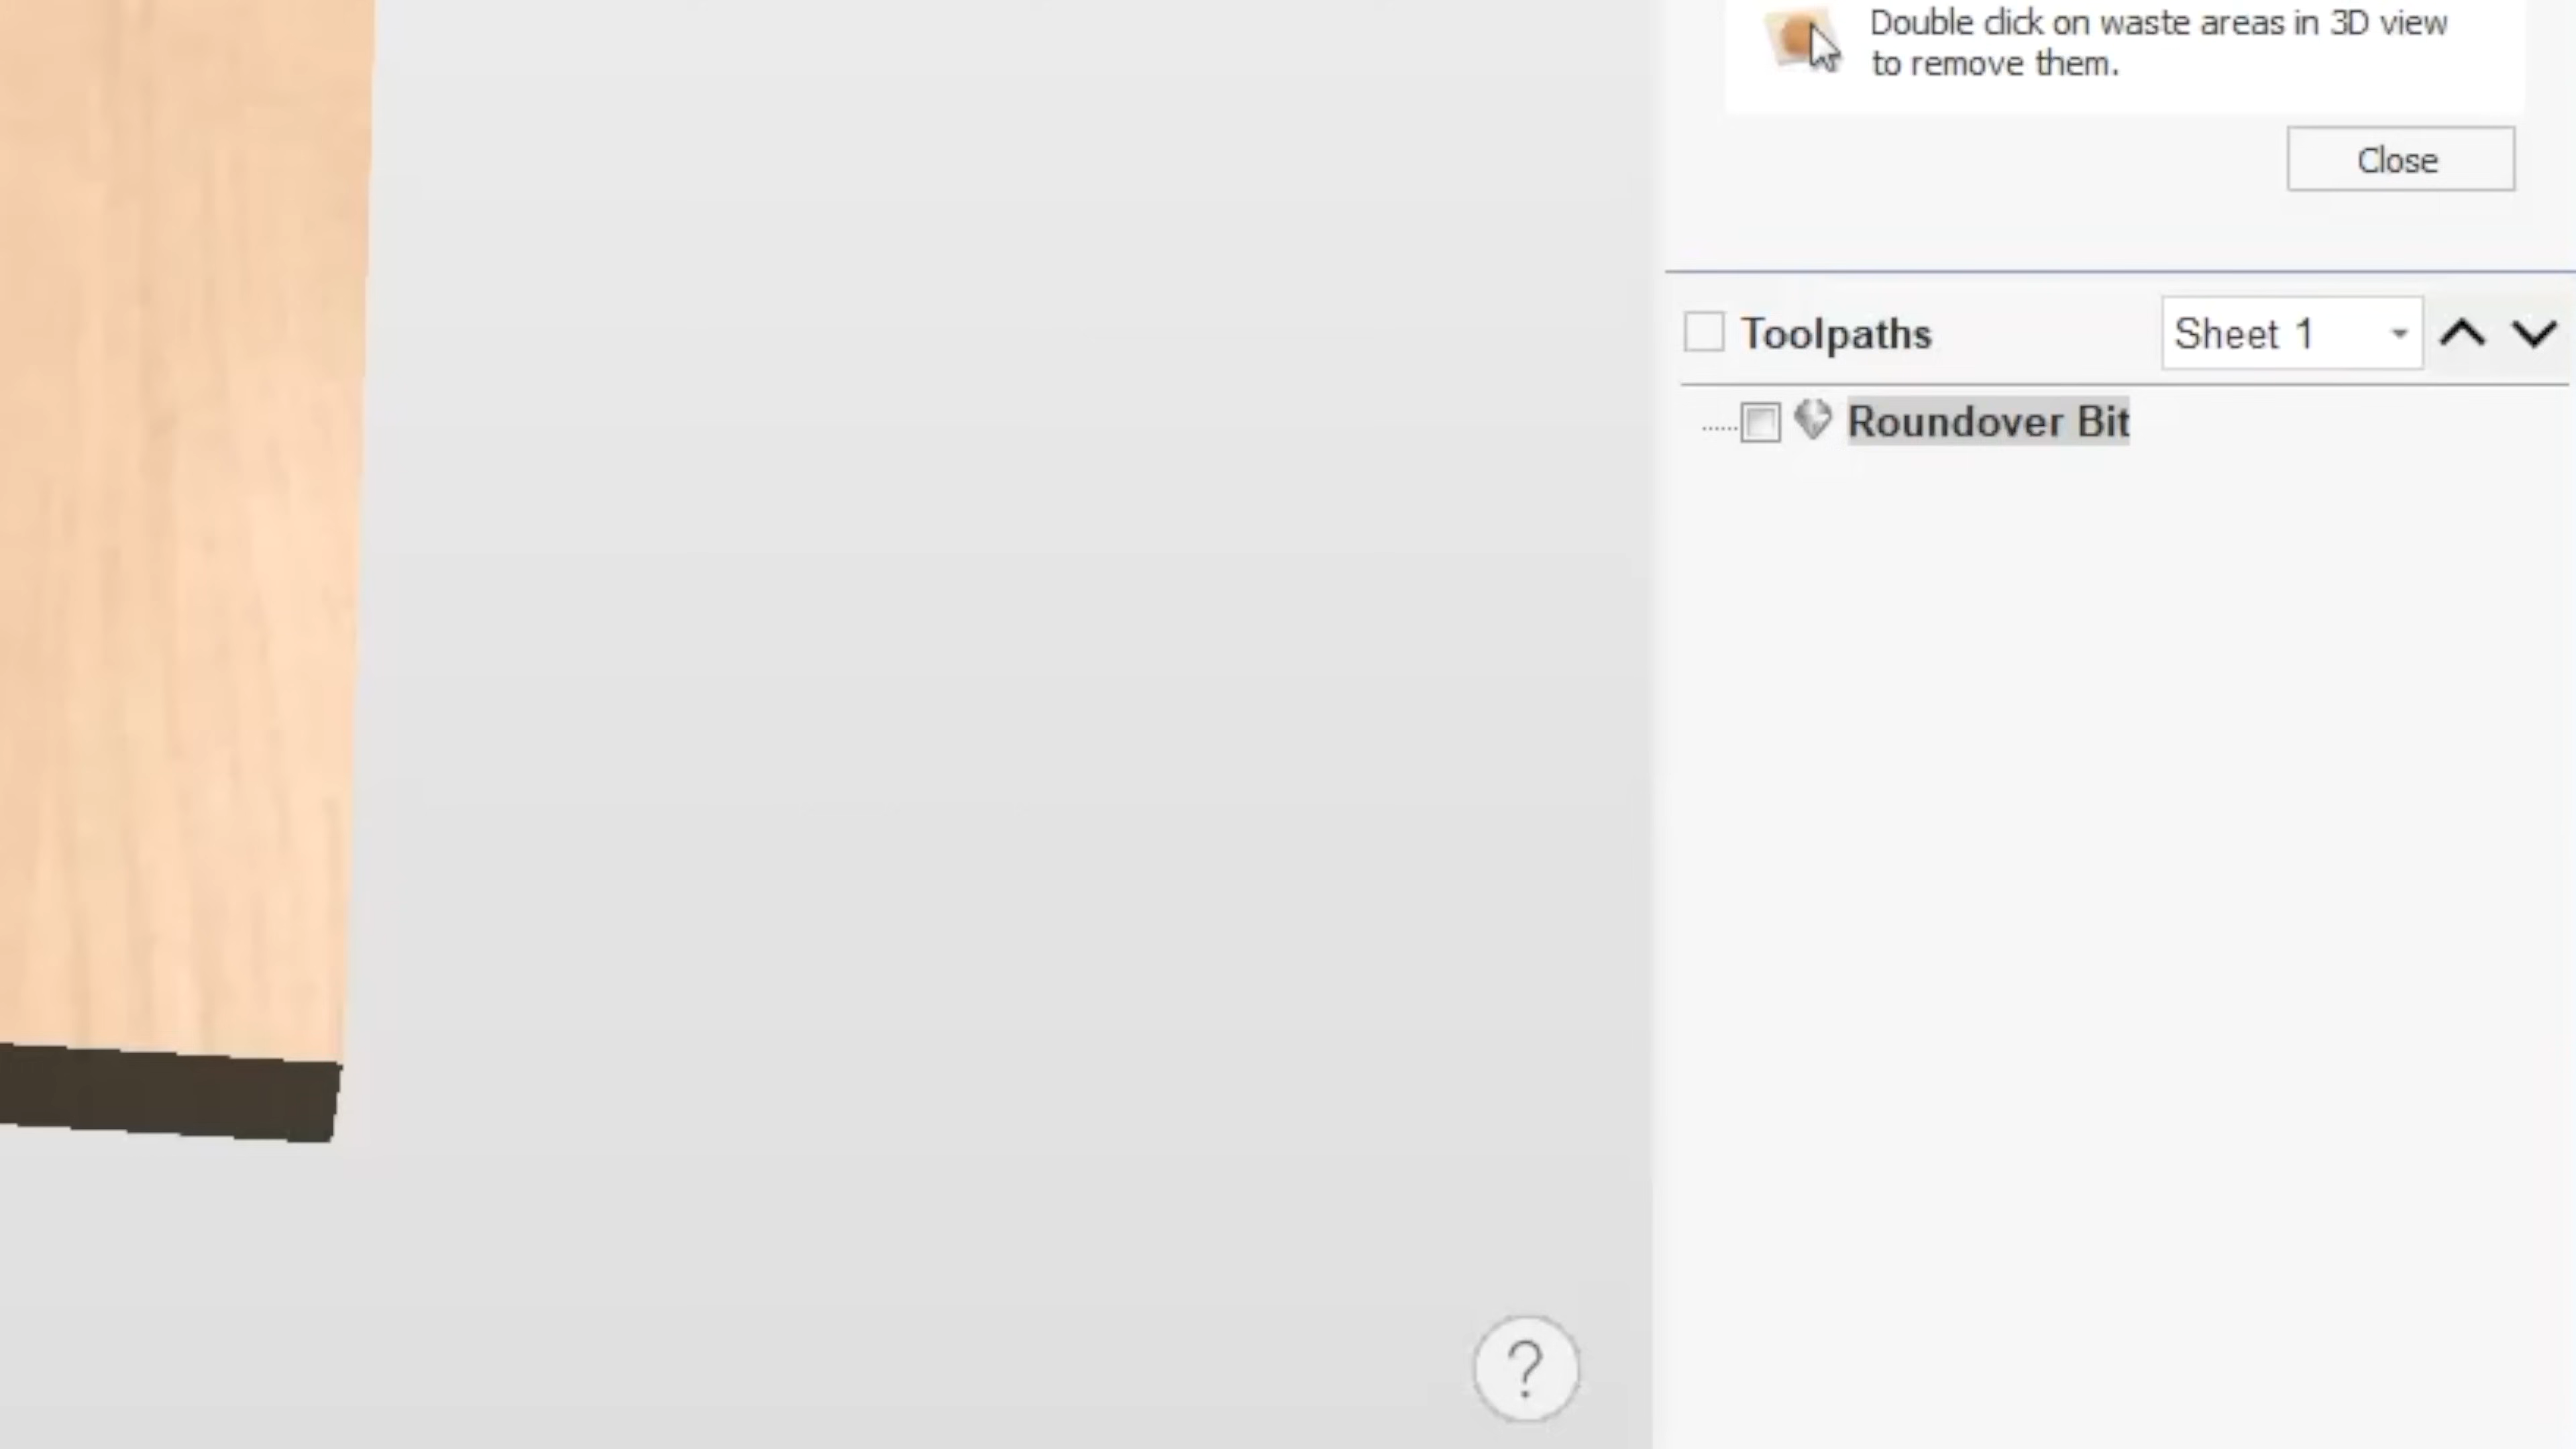 Double click on waste areas in 3D view
to remove them.
Close
Toolpaths
Sheet 1
Roundover Bit
?